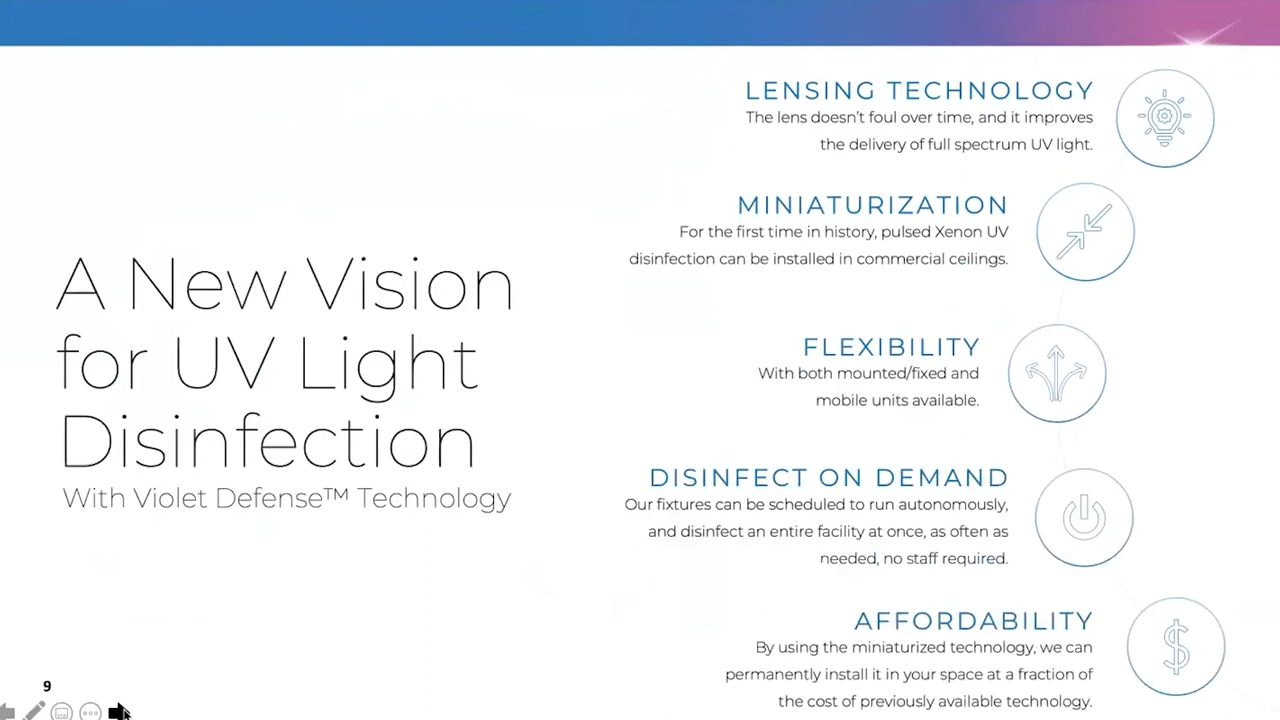 A New Vision
for UV Light
Disinfection
With Violet Defense™ Technology
LENSING TECHNOLOGY
The lens doesn't foul over time, and it improves
the delivery of full spectrum UV light.
MINIATURIZATION
For the first time in history, pulsed Xenon UV
disinfection can be installed in commercial ceilings.
FLEXIBILITY
With both mounted/fixed and
mobile units available.
DISINFECT ON DEMAND
Our fixtures can be scheduled to run autonomously,
and disinfect an entire facility at once, as often as
needed, no staff required.
AFFORDABILITY
By using the miniaturized technology, we can
permanently install it in your space at a fraction of
the cost of previously available technology.
9